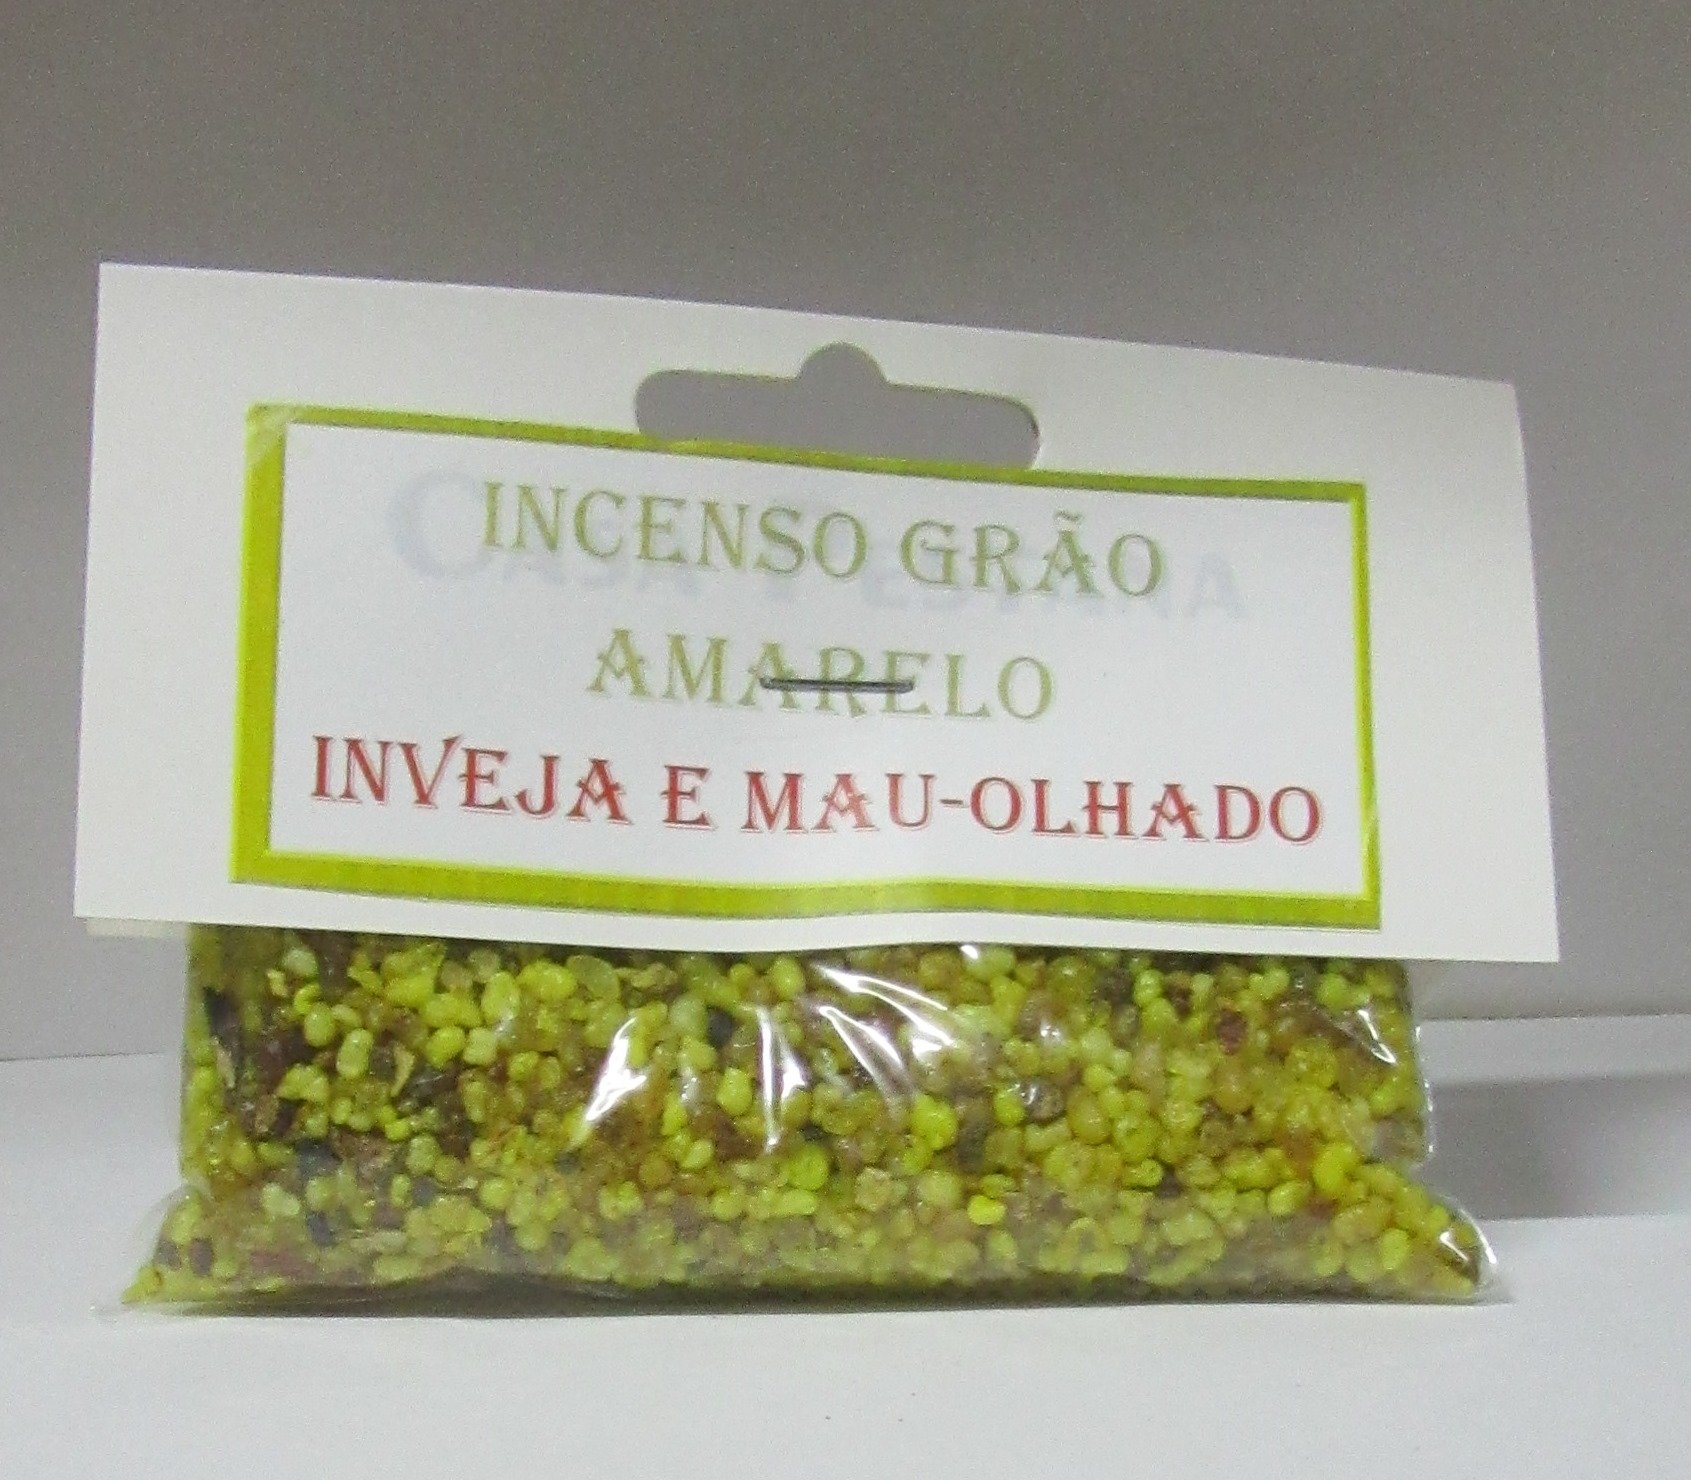 INCENSO GRÃO
AMARELO
INVEJA E MAU-OLHADO